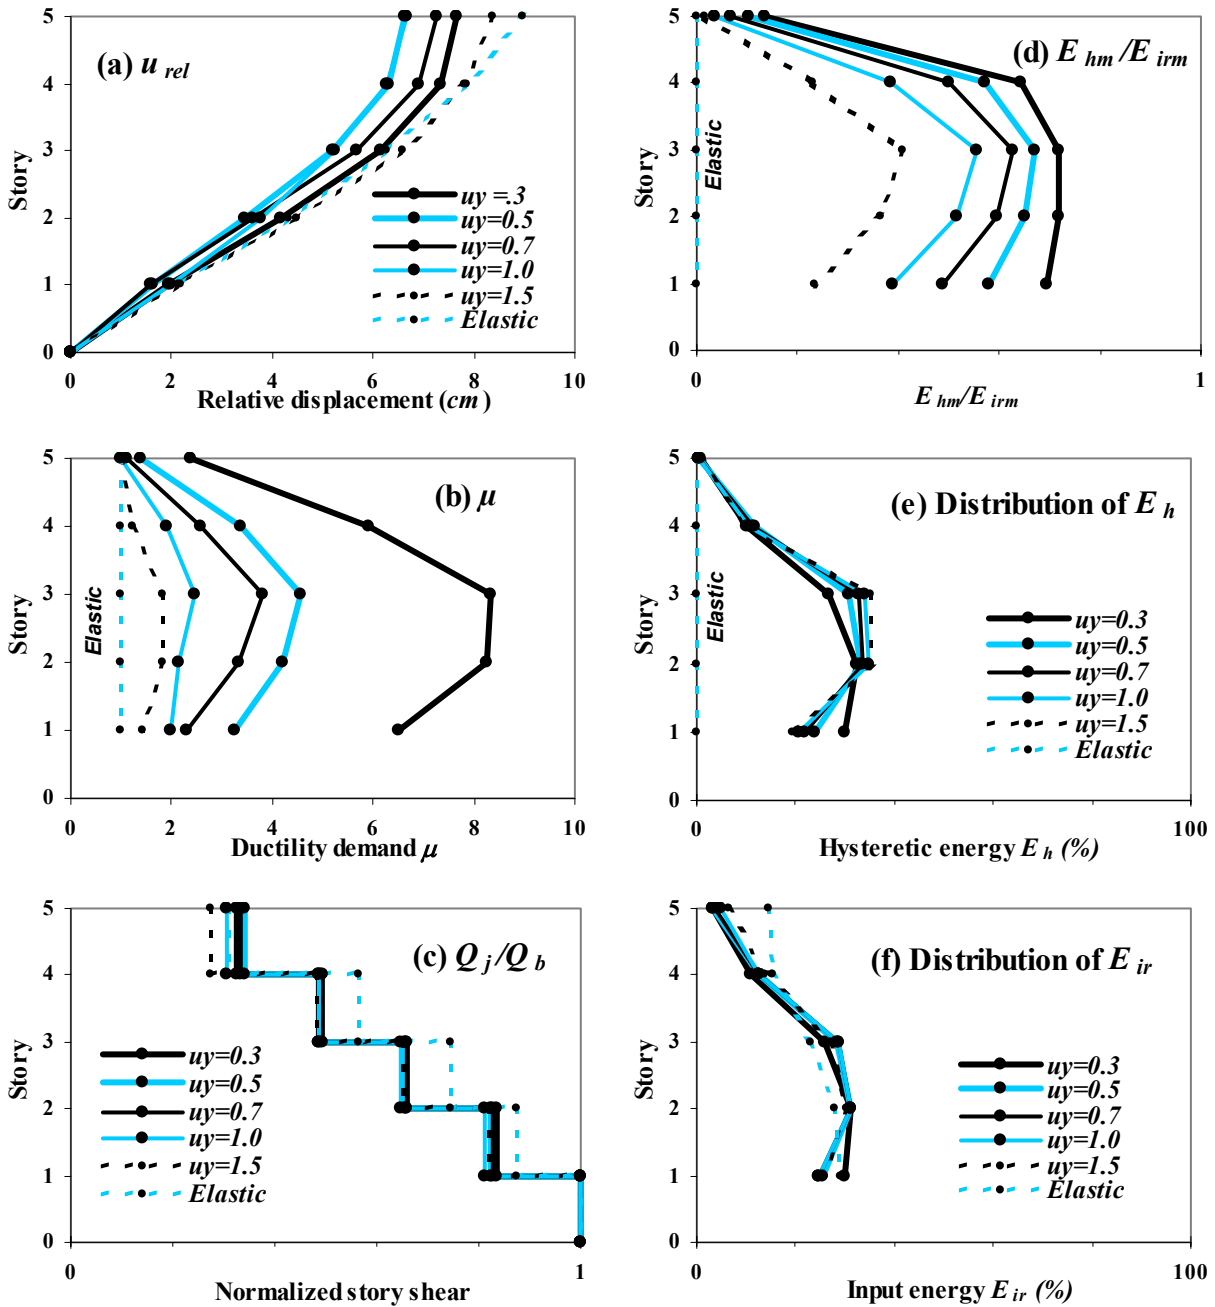 (a) u rel
Story
5
4
3
2
1
0
uy =.3
uy=0.5
uy=0.7
uy=1.0
uy=1.5
Elastic
0 2 4 6 8 10
Relative displacement (cm)
(d) E hm/E irm
Story
5
4
3
2
1
0
Elastic
0 1
E hm/E irm
(b) μ
Story
5
4
3
2
1
0
Elastic
0 2 4 6 8 10
Ductility demand μ
(e) Distribution of E h
Story
5
4
3
2
1
0
Elastic
uy=0.3
uy=0.5
uy=0.7
uy=1.0
uy=1.5
Elastic
0 100
Hysteretic energy E h (%)
(c) Q j/Q b
Story
5
4
3
2
1
0
uy=0.3
uy=0.5
uy=0.7
uy=1.0
uy=1.5
Elastic
0 1
Normalized story shear
(f) Distribution of E ir
Story
5
4
3
2
1
0
uy=0.3
uy=0.5
uy=0.7
uy=1.0
uy=1.5
Elastic
0 100
Input energy E ir (%)